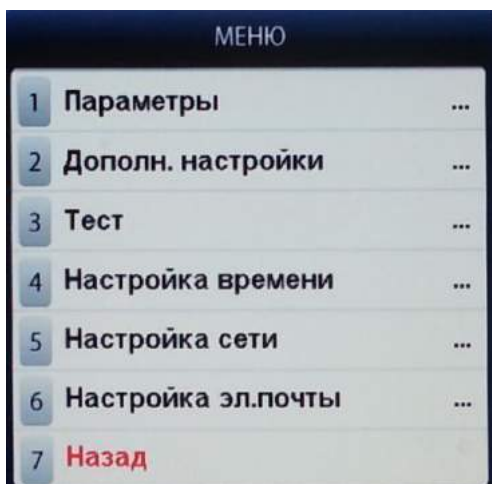 МЕНЮ
1 Параметры ...
2 Дополн. настройки ...
3 Тест ...
4 Настройка времени ...
5 Настройка сети ...
6 Настройка эл.почты ...
7 Назад